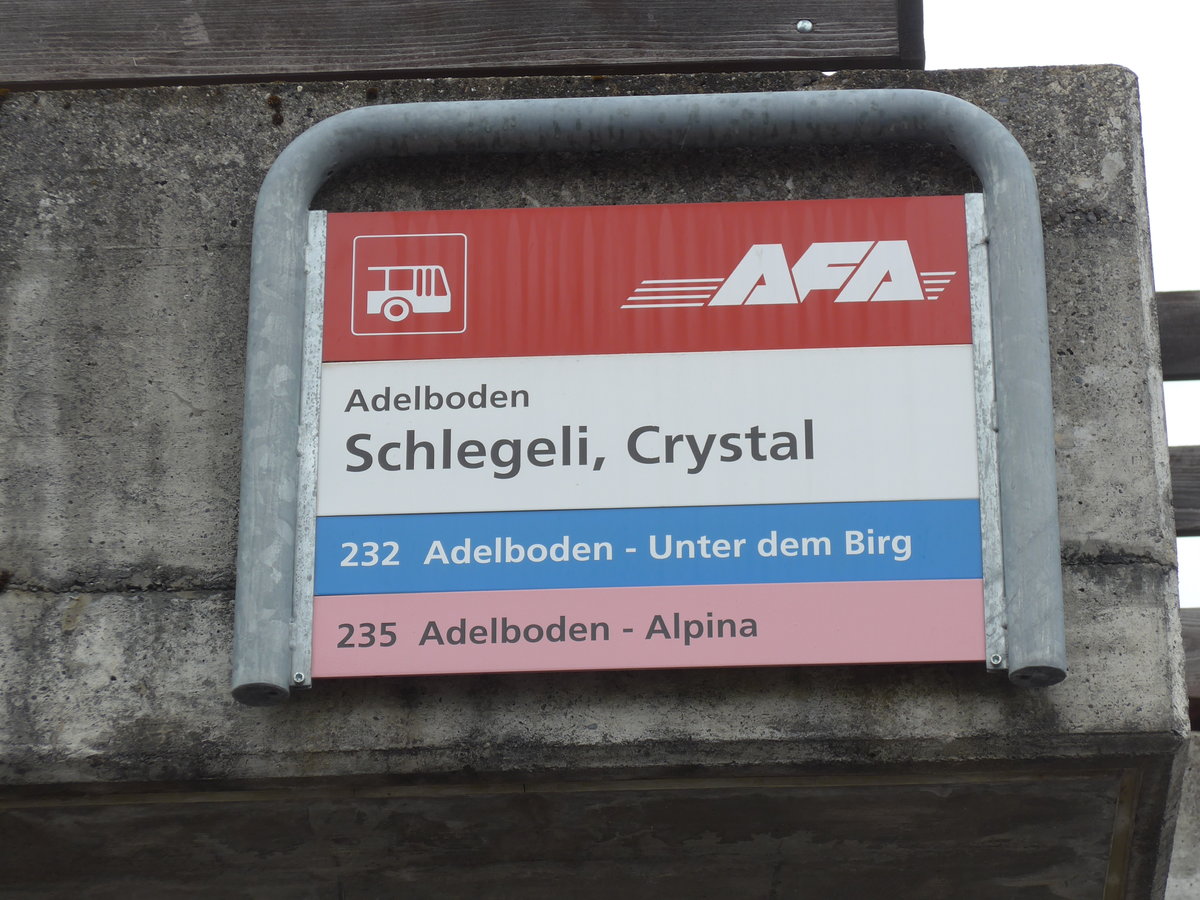 AFA
Adelboden
Schlegeli, Crystal
232 Adelboden - Unter dem Birg
235 Adelboden - Alpina